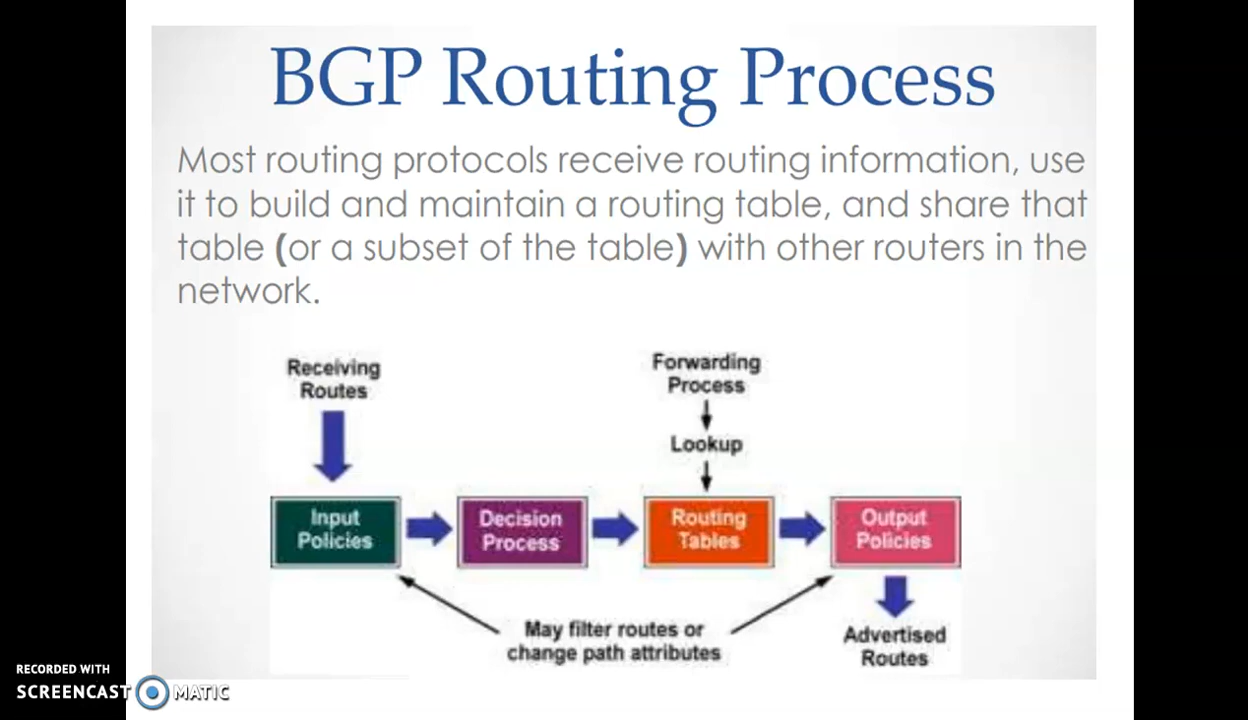 BGP Routing Process
Most routing protocols receive routing information, use
it to build and maintain a routing table, and share that
table (or a subset of the table) with other routers in the
network.
Receiving
Routes
Forwarding
Process
Lookup
Input
Policies
Decision
Process
Routing
Tables
Output
Policies
May filter routes or
change path attributes
Advertised
Routes
RECORDED WITH
SCREENCAST MATIC